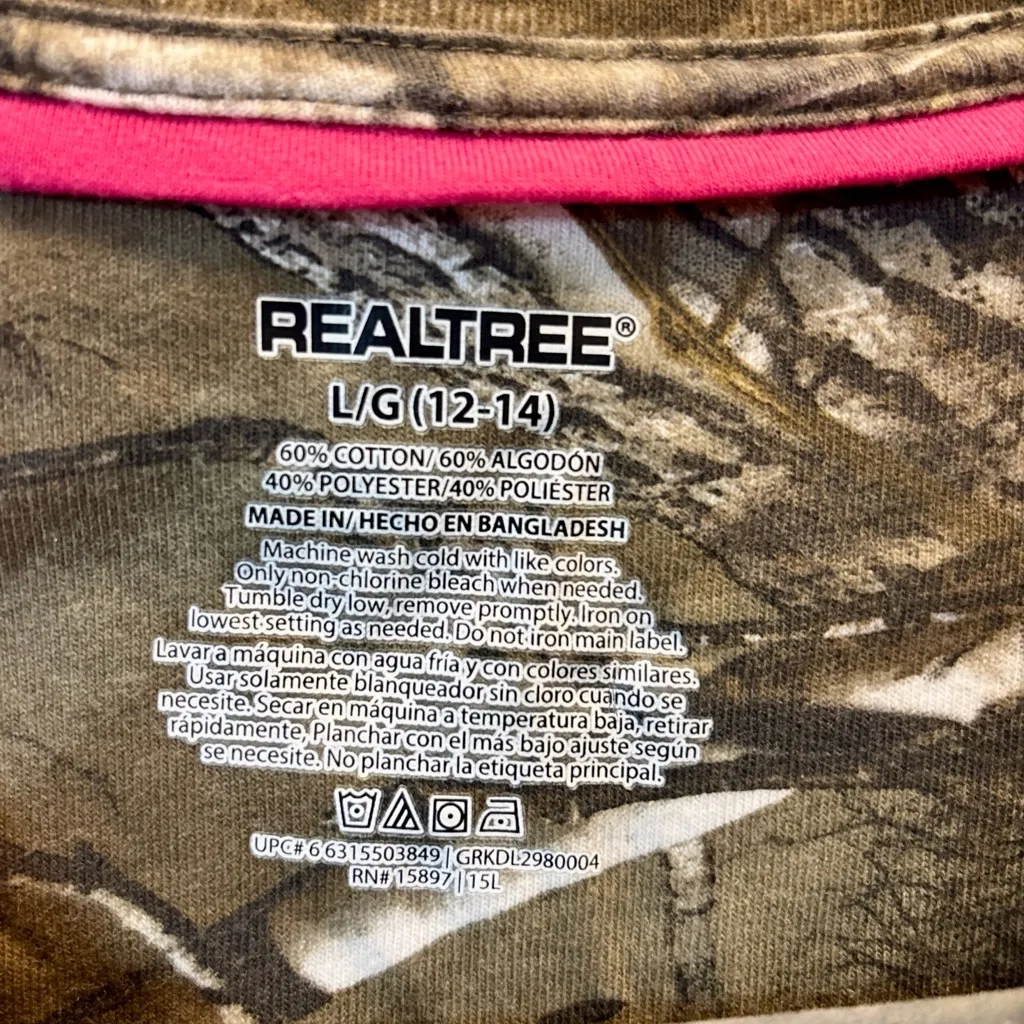 REALTREE®
L/G (12-14)
60% COTTON/ 60% ALGODÓN
40% POLYESTER/40% POLIÉSTER
MADE IN/ HECHO EN BANGLADESH
Machine wash cold with like colors.
Only non-chlorine bleach when needed.
Tumble dry low, remove promptly. Iron on
lowest setting as needed. Do not iron main label.
Lavar a máquina con agua fría y con colores similares.
Usar solamente blanqueador sin cloro cuando se
necesite. Secar en máquina a temperatura baja, retirar
rápidamente, Planchar con el más bajo ajuste según
se necesite. No planchar la etiqueta principal.
UPC# 6 6315503849 | GRKDL2980004
RN# 15897 | 15L